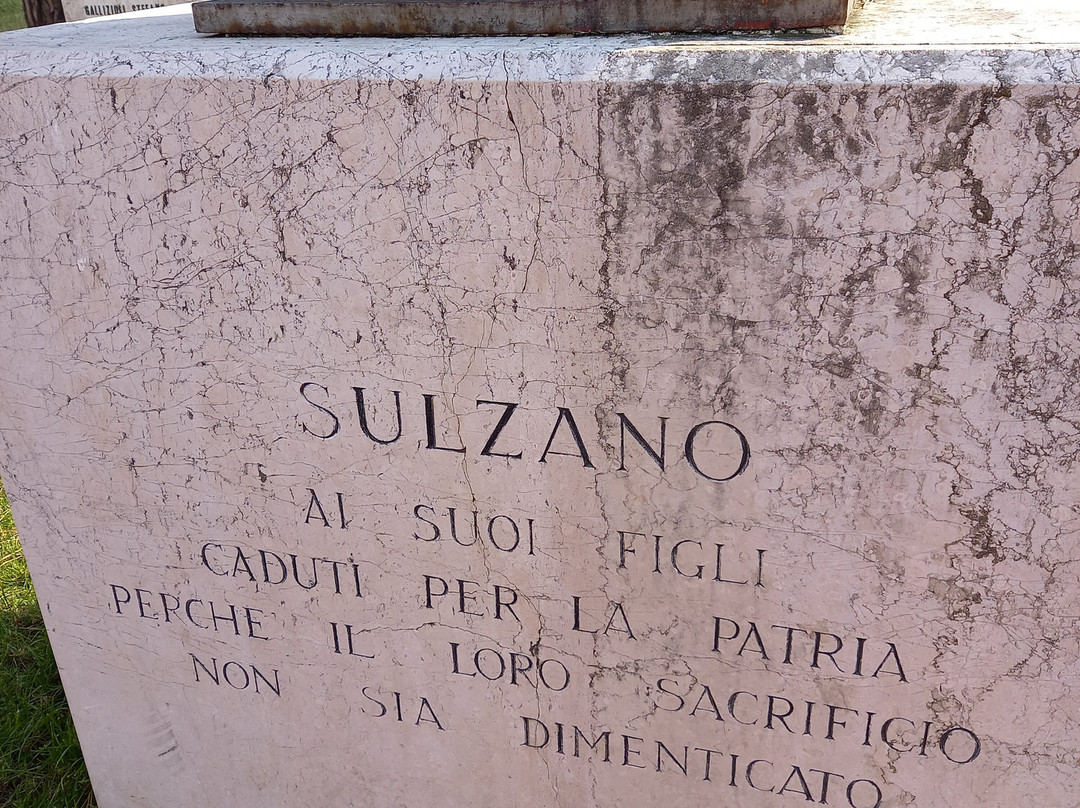 SULZANO
AI SUOI FIGLI
CADUTI PER LA PATRIA
PERCHE IL LORO SACRIFICIO
NON SIA DIMENTICATO